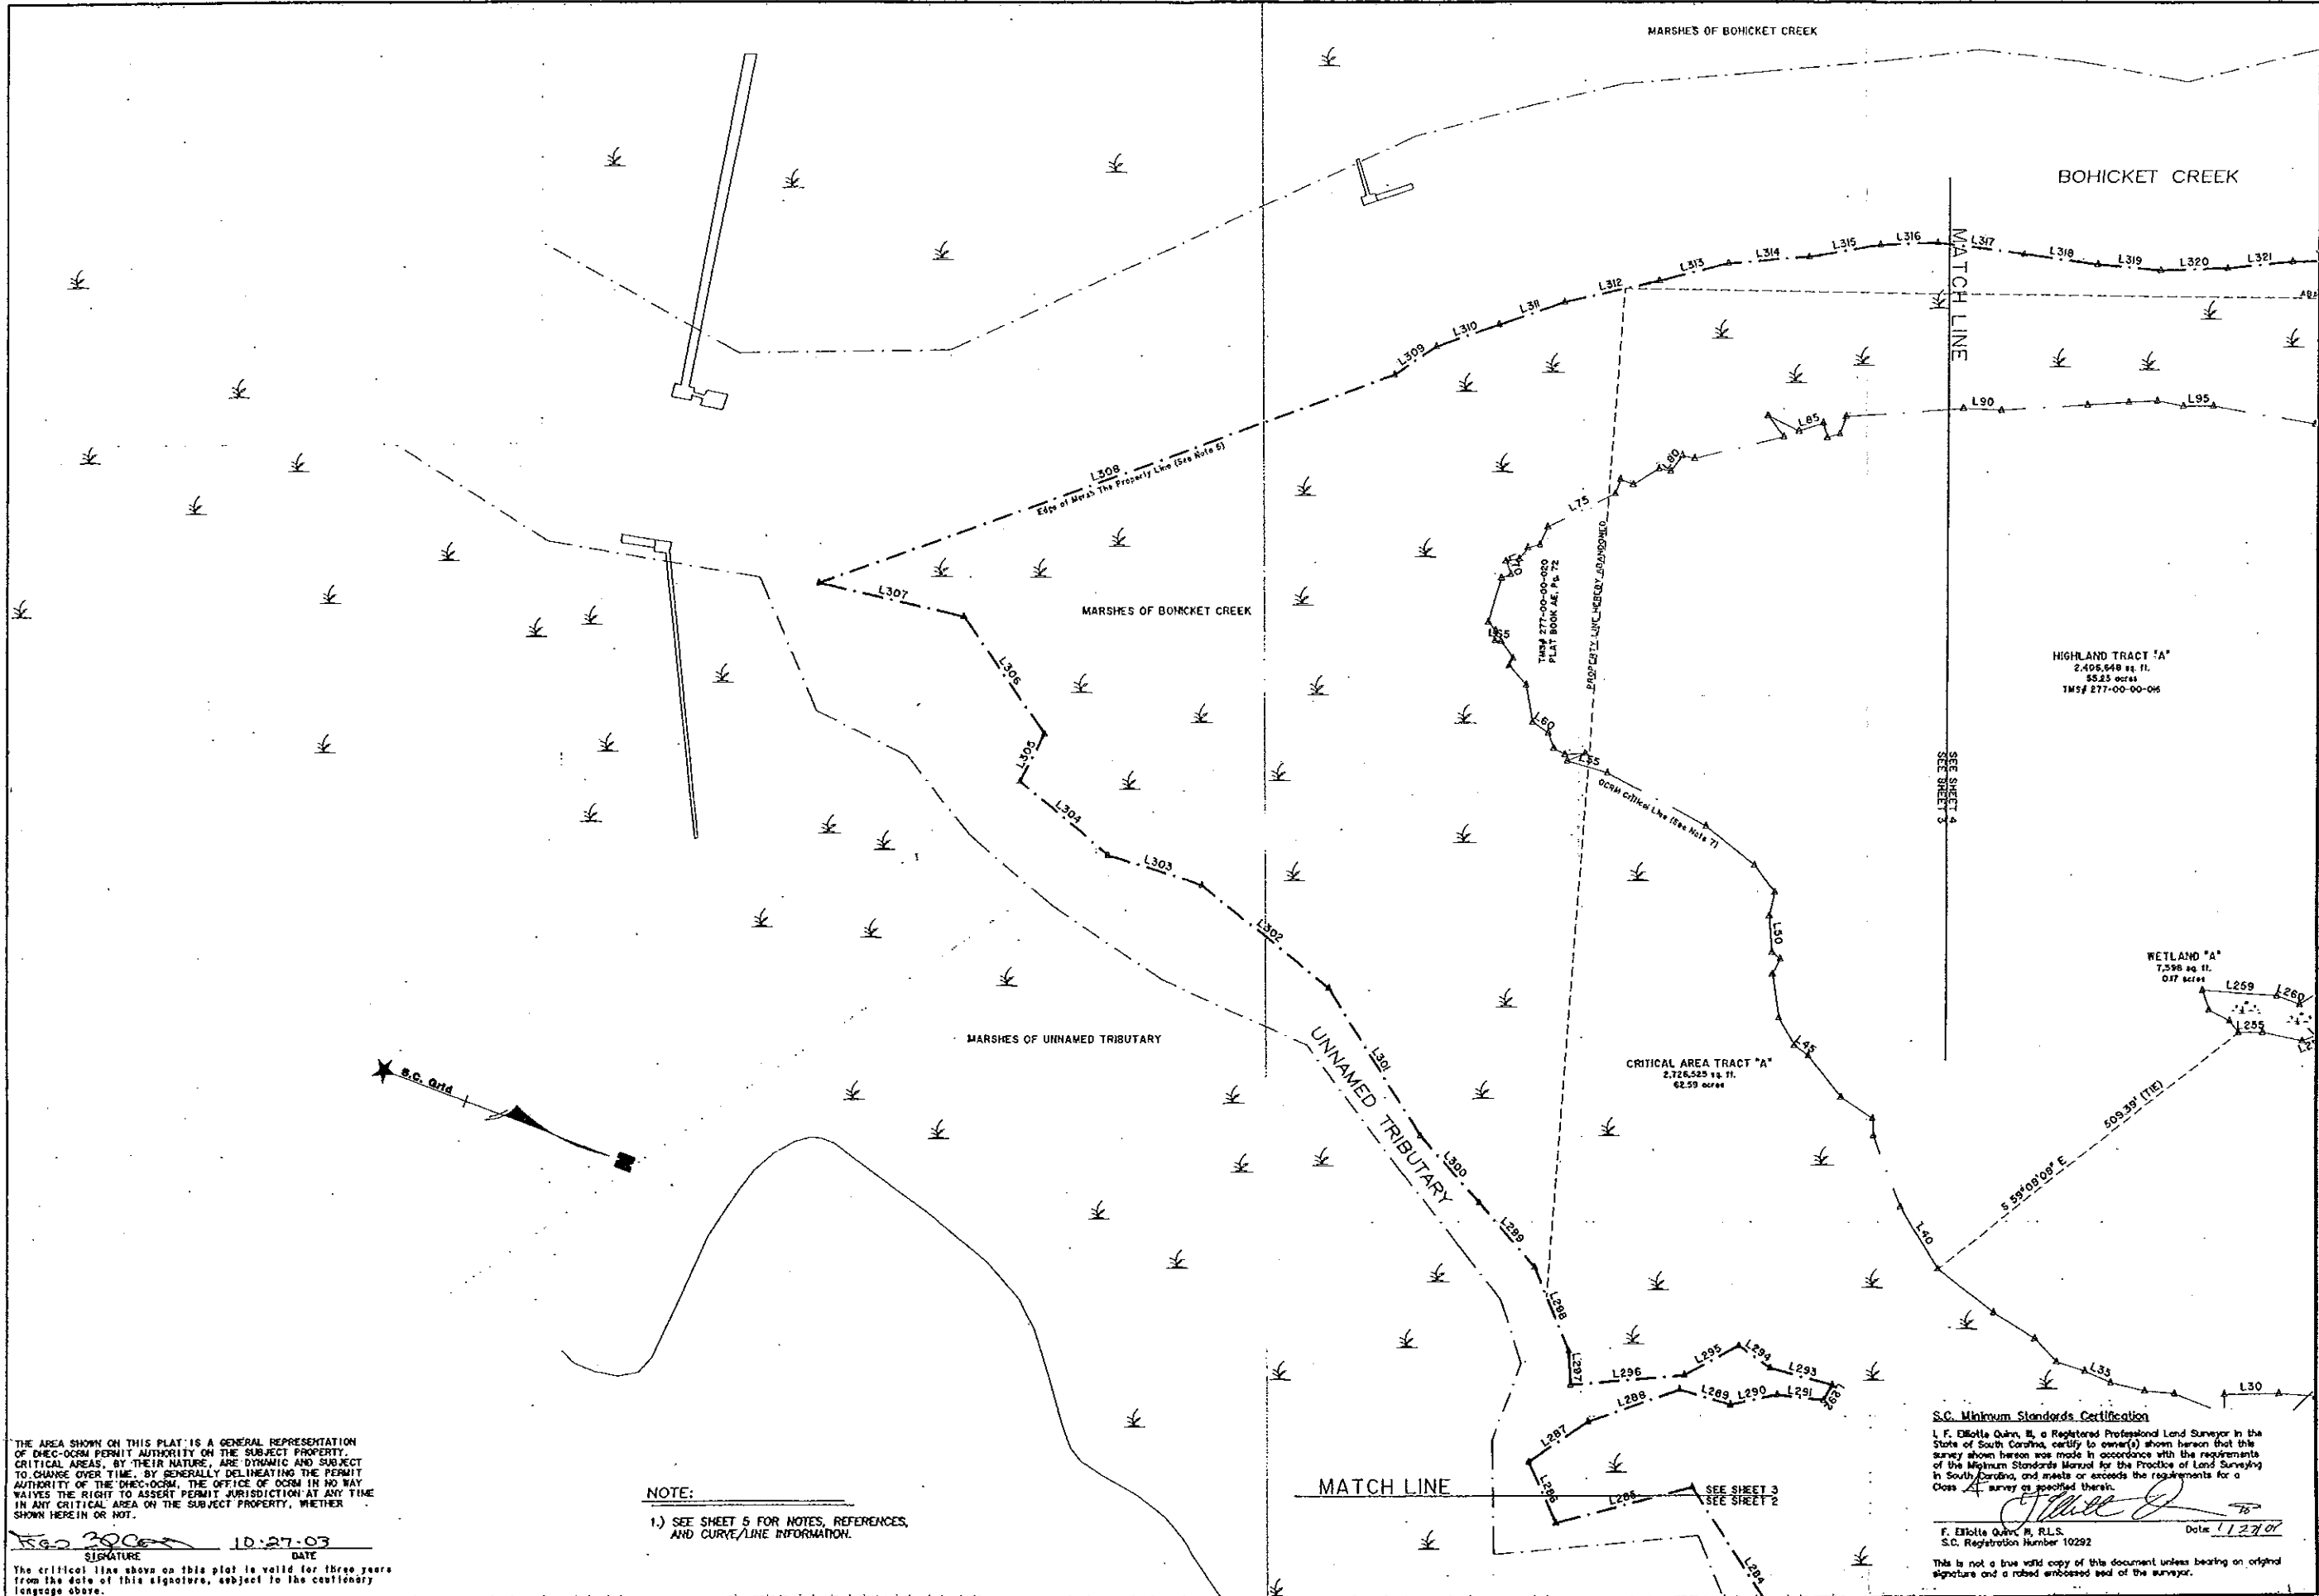 MARSHES OF BOHICKET CREEK
BOHICKET CREEK
MATCH LINE
L309
L310
L311
L312
L313
L314
L315
L316
L317
L318
L319
L320
L321
L90
L95
L85
L80
L75
L308
Edge of Marsh The Property Line (See Note 6)
L307
L306
L305
L304
L303
L302
L301
L300
L299
L298
L297
L296
L295
L294
L293
L292
L291
L290
L289
L288
L287
L286
L285
L284
MARSHES OF BOHICKET CREEK
TMS# 277-00-00-020
PLAT BOOK AE, PG. 72
PROPERTY LINE HEREBY ABANDONED
L70
L65
L60
L55
OCRM Critical Line (See Note 7)
L50
L45
L40
L35
L30
HIGHLAND TRACT "A"
2,406,648 sq. ft.
55.25 acres
TMS# 277-00-00-016
SEE SHEET 4
SEE SHEET 3
WETLAND "A"
7,598 sq. ft.
0.17 acres
L259
L260
L255
509.39' (TIE)
S 59°08'09" E
MARSHES OF UNNAMED TRIBUTARY
UNNAMED TRIBUTARY
CRITICAL AREA TRACT "A"
2,726,525 sq. ft.
62.59 acres
S.C. Grid
N
MATCH LINE
SEE SHEET 3
SEE SHEET 2
THE AREA SHOWN ON THIS PLAT IS A GENERAL REPRESENTATION
OF DHEC-OCRM PERMIT AUTHORITY ON THE SUBJECT PROPERTY.
CRITICAL AREAS, BY THEIR NATURE, ARE DYNAMIC AND SUBJECT
TO CHANGE OVER TIME. BY GENERALLY DELINEATING THE PERMIT
AUTHORITY OF THE DHEC-OCRM, THE OFFICE OF OCRM IN NO WAY
WAIVES THE RIGHT TO ASSERT PERMIT JURISDICTION AT ANY TIME
IN ANY CRITICAL AREA ON THE SUBJECT PROPERTY, WHETHER
SHOWN HEREIN OR NOT.
10-27-03
SIGNATURE DATE
The critical line shown on this plat is valid for three years
from the date of this signature, subject to the cautionary
language above.
NOTE:
1.) SEE SHEET 5 FOR NOTES, REFERENCES,
AND CURVE/LINE INFORMATION.
S.C. Minimum Standards Certification
I, F. Elliotte Quinn, III, a Registered Professional Land Surveyor in the
State of South Carolina, certify to owner(s) shown hereon that this
survey shown hereon was made in accordance with the requirements
of the Minimum Standards Manual for the Practice of Land Surveying
in South Carolina, and meets or exceeds the requirements for a
Class A survey as specified therein.
F. Elliotte Quinn, III, R.L.S.
S.C. Registration Number 10292
Date
This is not a true valid copy of this document unless bearing an original
signature and a raised embossed seal of the surveyor.